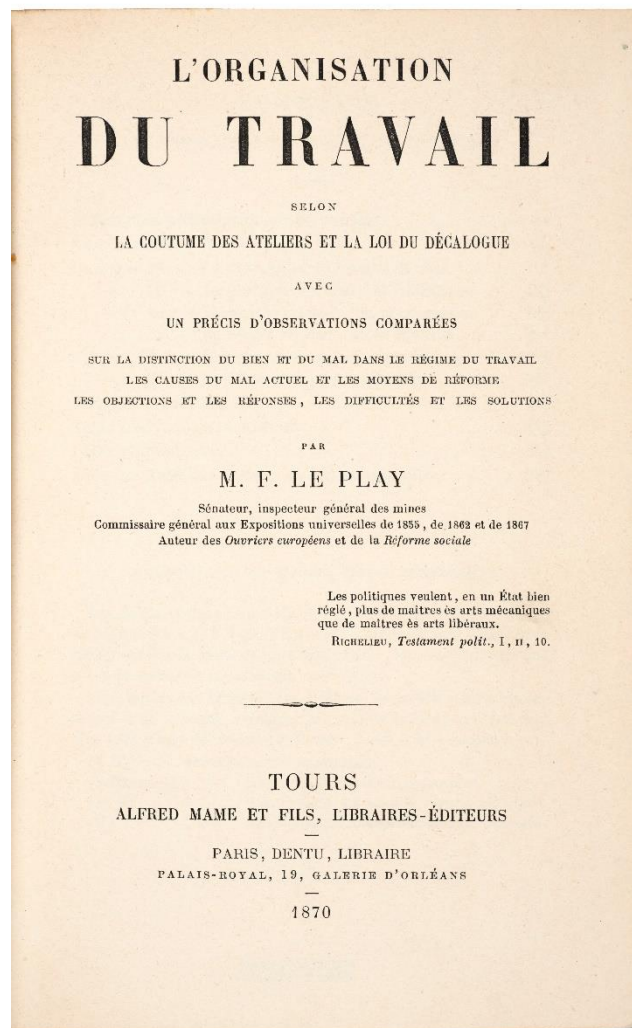 L'ORGANISATION
DU TRAVAIL
SELON
LA COUTUME DES ATELIERS ET LA LOI DU DÉCALOGUE
AVEC
UN PRÉCIS D'OBSERVATIONS COMPARÉES
SUR LA DISTINCTION DU BIEN ET DU MAL DANS LE RÉGIME DU TRAVAIL
LES CAUSES DU MAL ACTUEL ET LES MOYENS DE RÉFORME
LES OBJECTIONS ET LES RÉPONSES, LES DIFFICULTÉS ET LES SOLUTIONS
PAR
M. F. LE PLAY
Sénateur, inspecteur général des mines
Commissaire général aux Expositions universelles de 1855, de 1862 et de 1867
Auteur des Ouvriers européens et de la Réforme sociale
Les politiques veulent, en un État bien
réglé, plus de maîtres ès arts mécaniques
que de maîtres ès arts libéraux.
RICHELIEU, Testament polit., I, II, 10.
TOURS
ALFRED MAME ET FILS, LIBRAIRES-ÉDITEURS
PARIS, DENTU, LIBRAIRE
PALAIS-ROYAL, 19, GALERIE D'ORLÉANS
1870